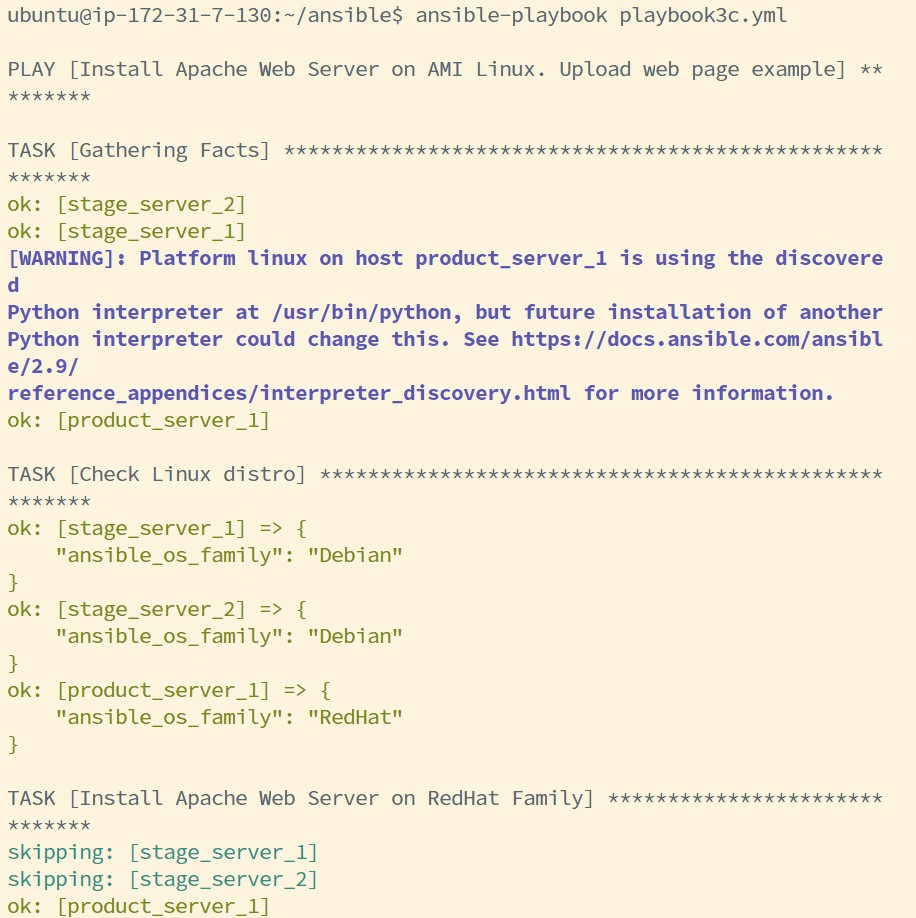 ubuntu@ip-172-31-7-130:~/ansible$ ansible-playbook playbook3c.yml
PLAY [Install Apache Web Server on AMI Linux. Upload web page example] **
*******
TASK [Gathering Facts] **************************************************
*******
ok: [stage_server_2]
ok: [stage_server_1]
[WARNING]: Platform linux on host product_server_1 is using the discovere
d
Python interpreter at /usr/bin/python, but future installation of another
Python interpreter could change this. See https://docs.ansible.com/ansibl
e/2.9/
reference_appendices/interpreter_discovery.html for more information.
ok: [product_server_1]
TASK [Check Linux distro] ***********************************************
*******
ok: [stage_server_1] => {
    "ansible_os_family": "Debian"
}
ok: [stage_server_2] => {
    "ansible_os_family": "Debian"
}
ok: [product_server_1] => {
    "ansible_os_family": "RedHat"
}
TASK [Install Apache Web Server on RedHat Family] ***********************
*******
skipping: [stage_server_1]
skipping: [stage_server_2]
ok: [product_server_1]